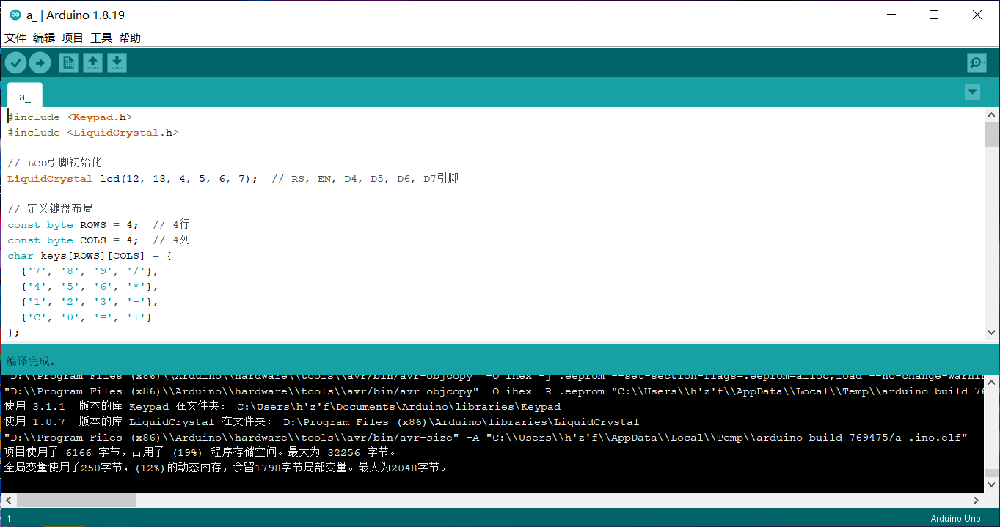 a_ | Arduino 1.8.19
文件 编辑 项目 工具 帮助
a_
#include <Keypad.h>
#include <LiquidCrystal.h>
// LCD引脚初始化
LiquidCrystal lcd(12, 13, 4, 5, 6, 7);  // RS, EN, D4, D5, D6, D7引脚
// 定义键盘布局
const byte ROWS = 4;  // 4行
const byte COLS = 4;  // 4列
char keys[ROWS][COLS] = {
  {'7', '8', '9', '/'},
  {'4', '5', '6', '*'},
  {'1', '2', '3', '-'},
  {'C', '0', '=', '+'}
};
编译完成。
"D:\\Program Files (x86)\\Arduino\\hardware\\tools\\avr/bin/avr-objcopy" -O ihex -j .eeprom --set-section-flags=.eeprom=alloc,load --no-change-warnin
"D:\\Program Files (x86)\\Arduino\\hardware\\tools\\avr/bin/avr-objcopy" -O ihex -R .eeprom "C:\\Users\\h'z'f\\AppData\\Local\\Temp\\arduino_build_76
使用 3.1.1  版本的库 Keypad 在文件夹： C:\Users\h'z'f\Documents\Arduino\libraries\Keypad
使用 1.0.7  版本的库 LiquidCrystal 在文件夹： D:\Program Files (x86)\Arduino\libraries\LiquidCrystal
"D:\\Program Files (x86)\\Arduino\\hardware\\tools\\avr/bin/avr-size" -A "C:\\Users\\h'z'f\\AppData\\Local\\Temp\\arduino_build_769475/a_.ino.elf"
项目使用了 6166 字节，占用了 (19%) 程序存储空间。最大为 32256 字节。
全局变量使用了250字节，(12%)的动态内存，余留1798字节局部变量。最大为2048字节。
1
Arduino Uno